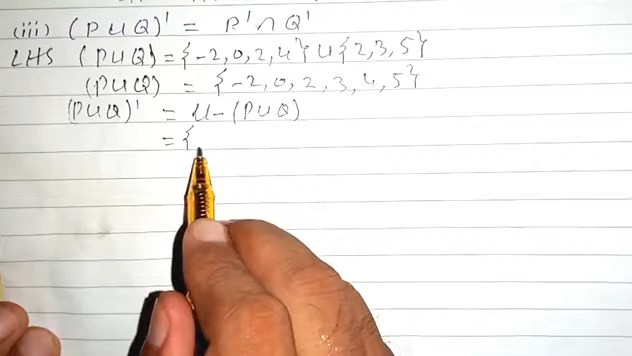 (iii) (P∪Q)' = P'∩Q'
LHS (P∪Q) = {-2,0,2,4} ∪ {2,3,5}
(P∪Q) = {-2,0,2,3,4,5}
(P∪Q)' = U-(P∪Q)
= {